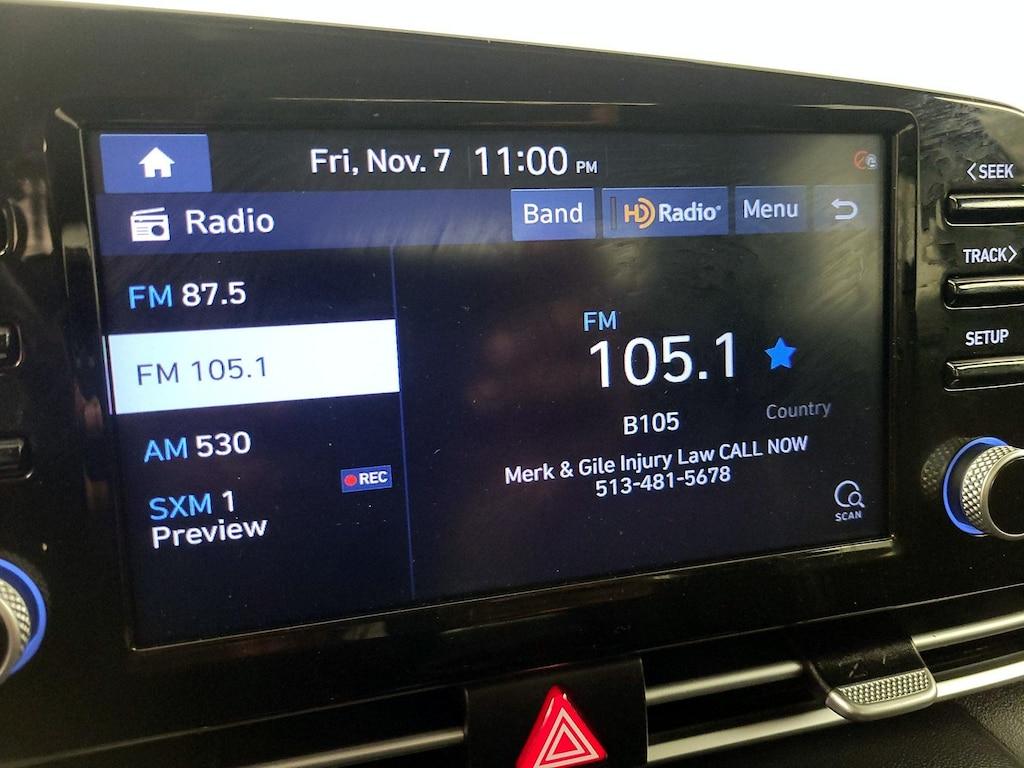 Fri, Nov. 7 11:00 PM
Radio
Band HD Radio® Menu
FM 87.5
FM 105.1
AM 530
SXM 1
Preview
REC
FM
105.1
B105
Country
Merk & Gile Injury Law CALL NOW
513-481-5678
SCAN
<SEEK
TRACK>
SETUP